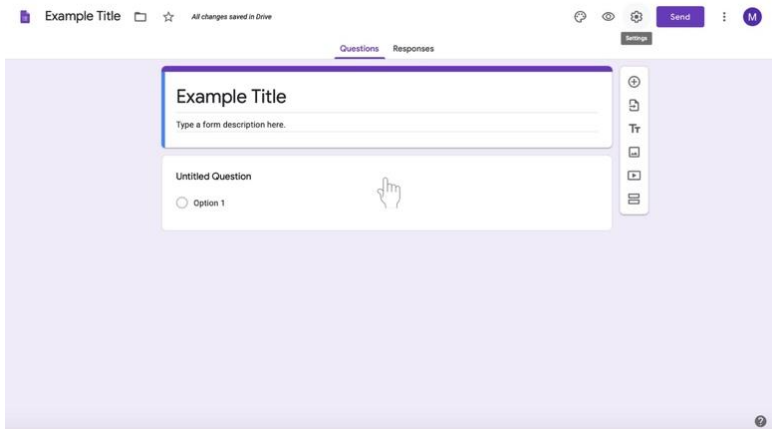 Example Title
All changes saved in Drive
Send
M
Settings
Questions Responses
Example Title
Type a form description here.
Tт
Untitled Question
Option 1